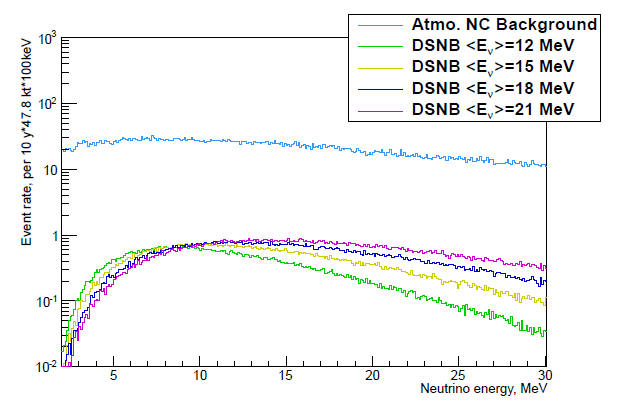 Atmo. NC Background
DSNB <Eν>=12 MeV
DSNB <Eν>=15 MeV
DSNB <Eν>=18 MeV
DSNB <Eν>=21 MeV
Event rate, per 10 y*47.8 kt*100keV
10³
10²
10
1
10⁻¹
10⁻²
5 10 15 20 25 30
Neutrino energy, MeV